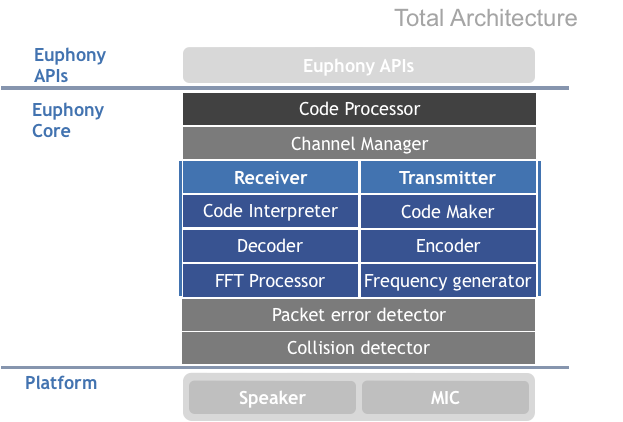 Total Architecture
Euphony
APIs
Euphony APIs
Euphony
Core
Code Processor
Channel Manager
Receiver
Transmitter
Code Interpreter
Code Maker
Decoder
Encoder
FFT Processor
Frequency generator
Packet error detector
Collision detector
Platform
Speaker
MIC